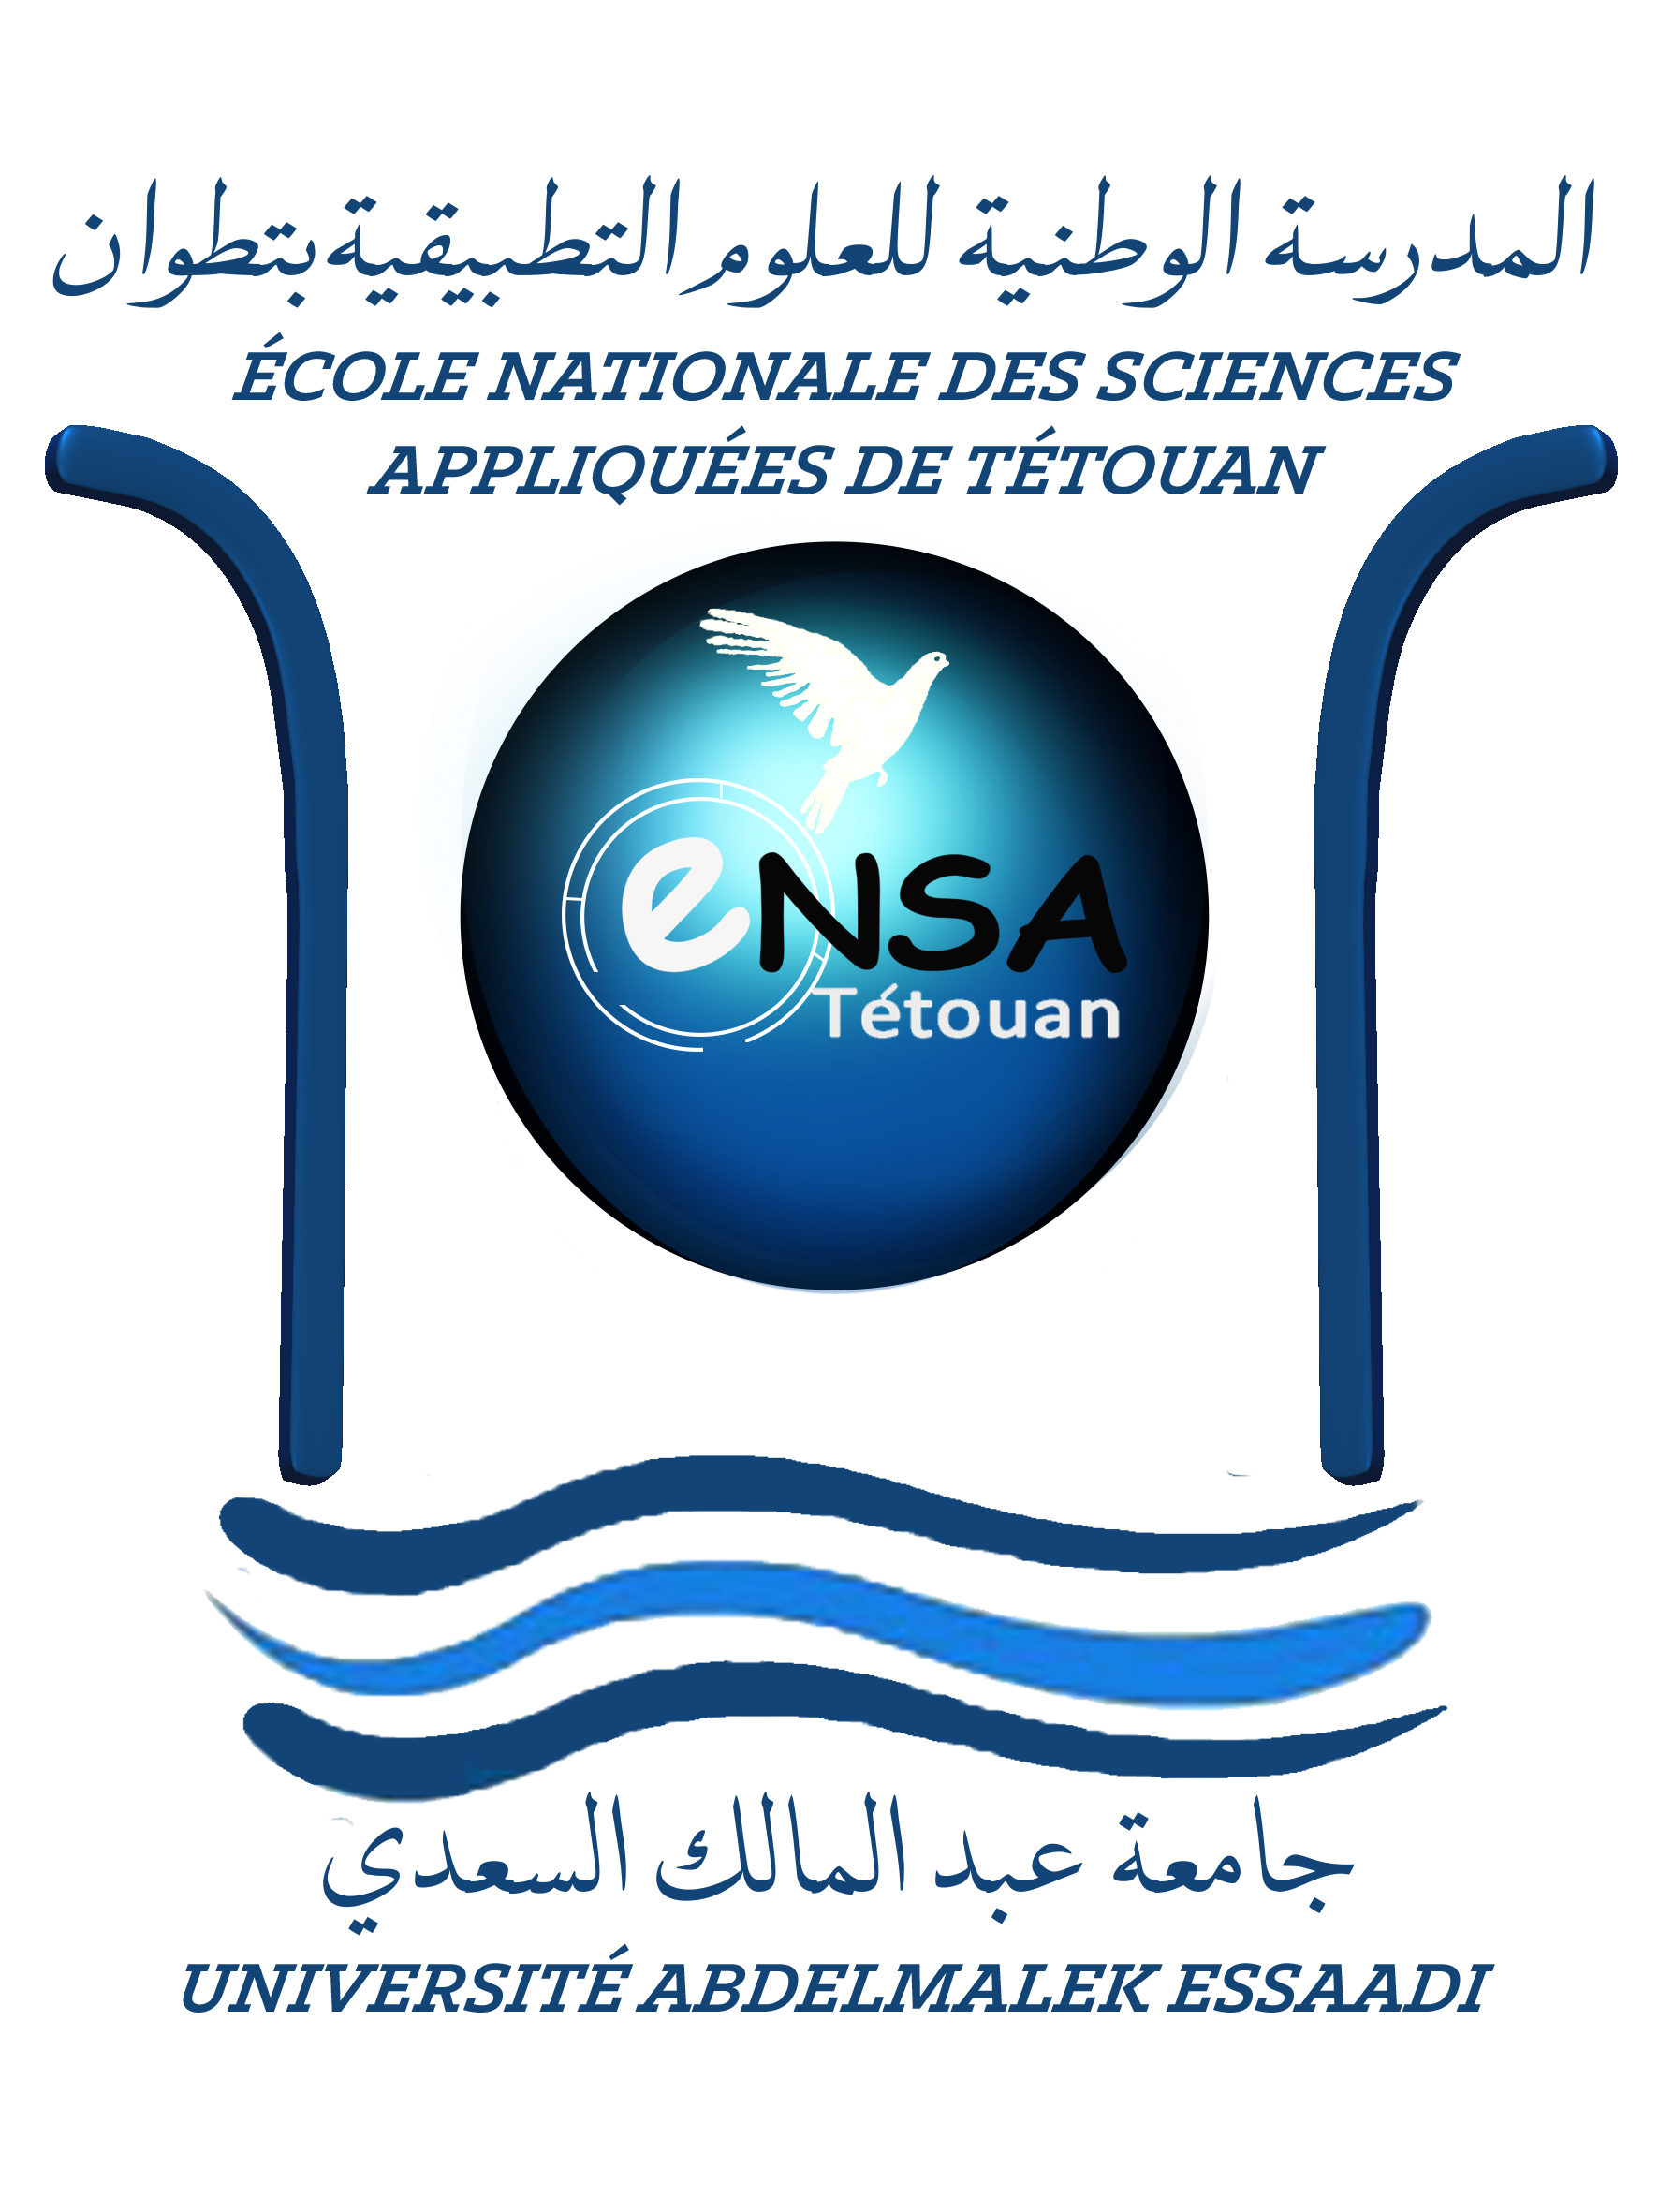 المدرسة الوطنية للعلوم التطبيقية بتطوان
ÉCOLE NATIONALE DES SCIENCES
APPLIQUÉES DE TÉTOUAN
eNSA
Tétouan
جامعة عبد المالك السعدي
UNIVERSITÉ ABDELMALEK ESSAADI